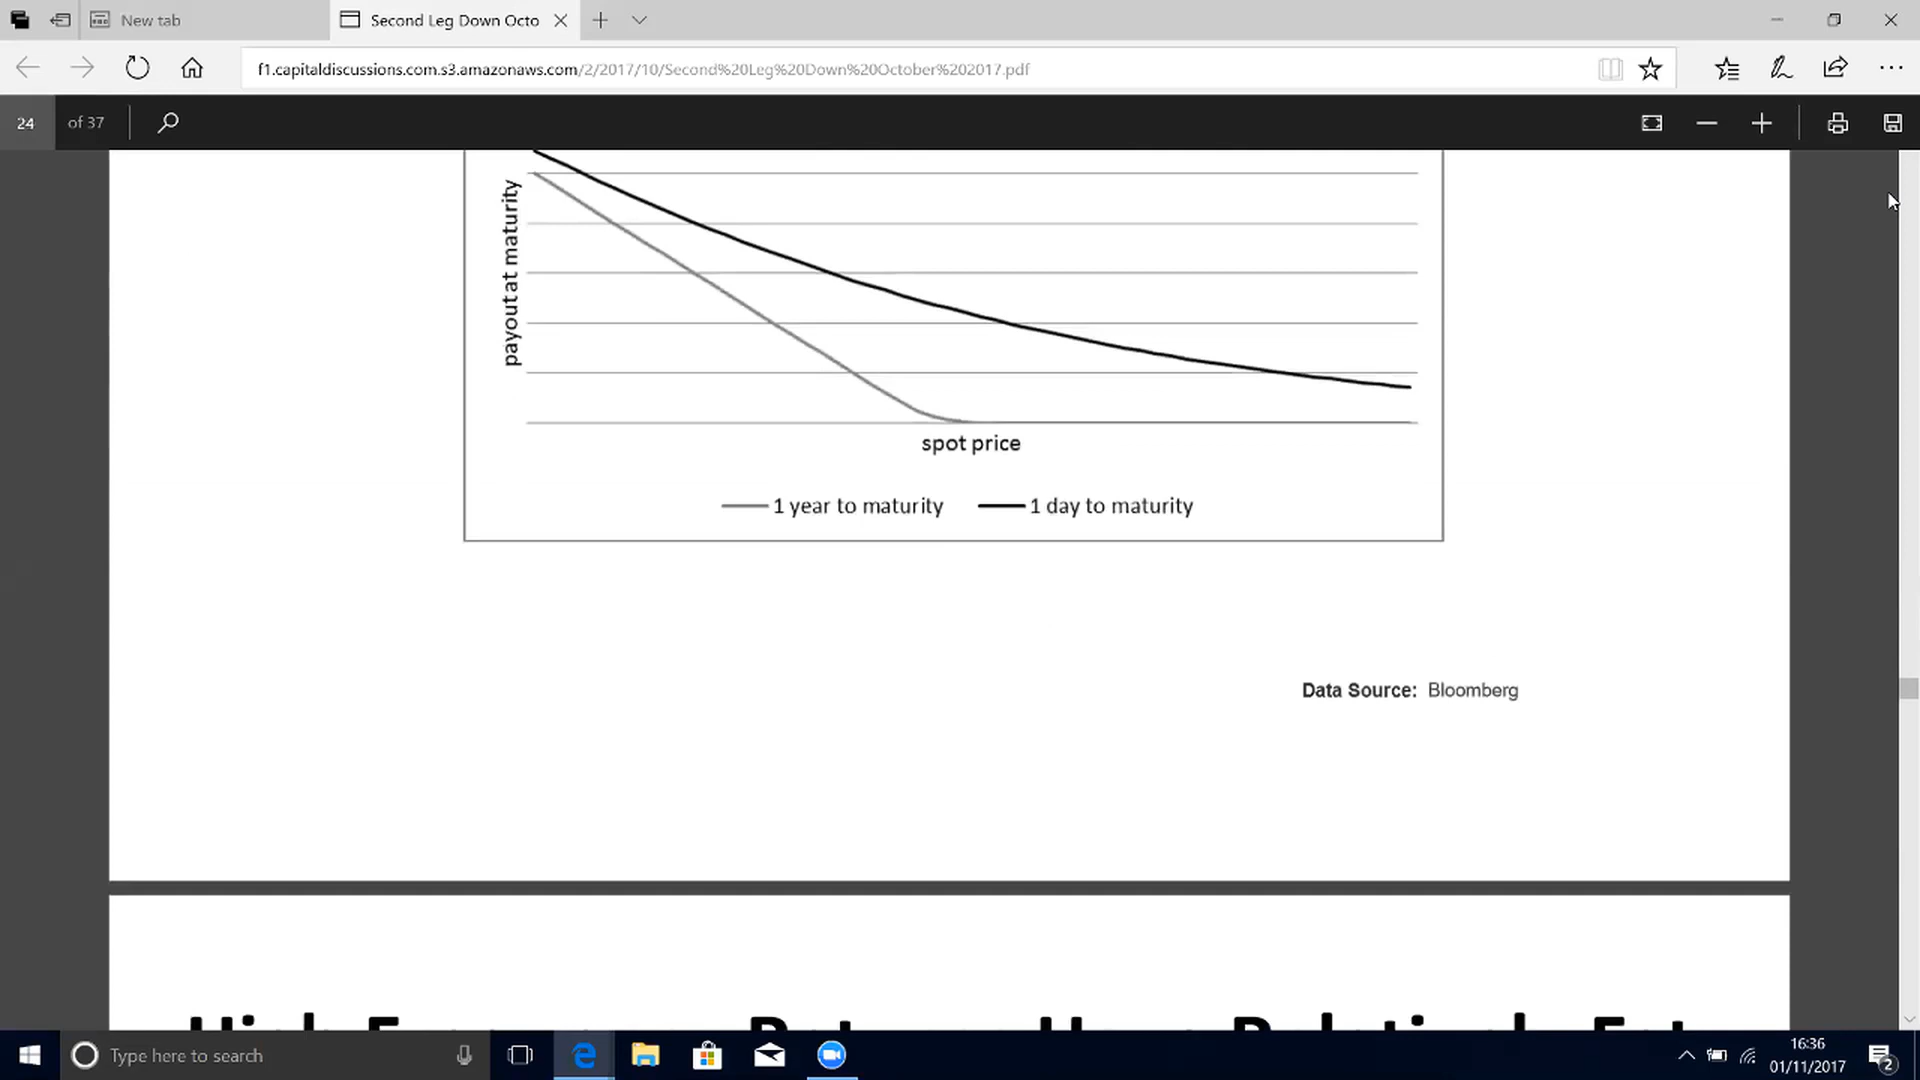 New tab
Second Leg Down Octo
f1.capitaldiscussions.com.s3.amazonaws.com/2/2017/10/Second%20Leg%20Down%20October%202017.pdf
24 of 37
payout at maturity
spot price
1 year to maturity 1 day to maturity
Data Source: Bloomberg
Type here to search
16:36
01/11/2017
2